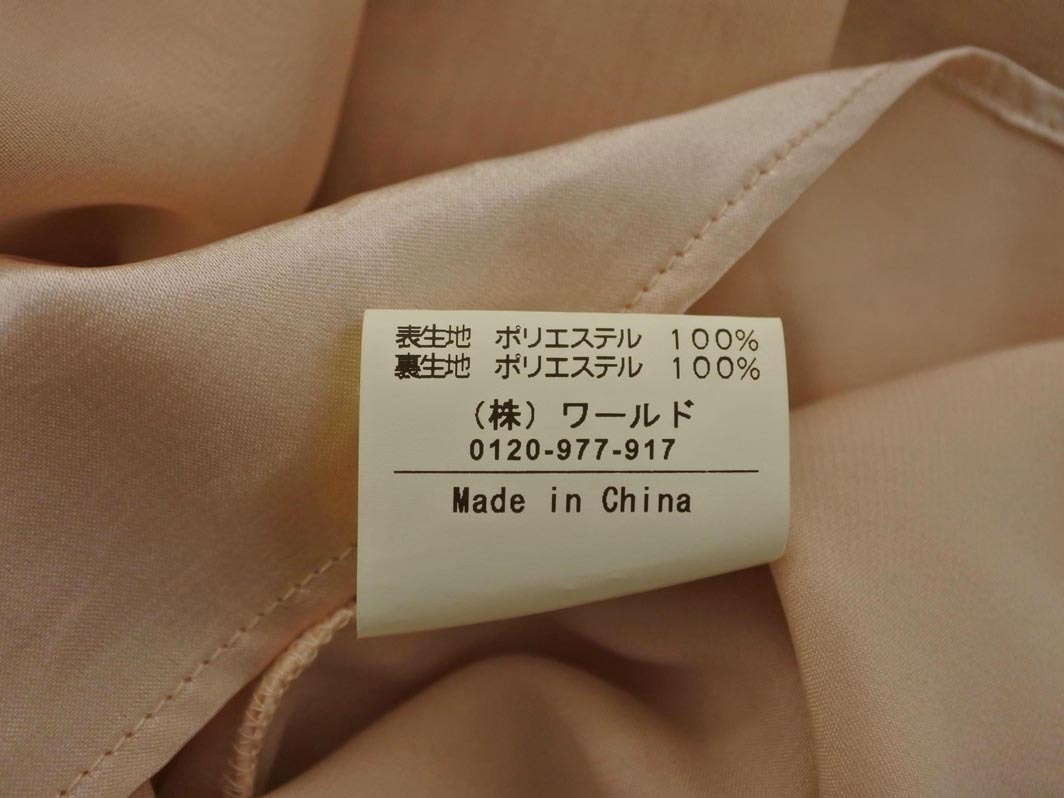 表生地 ポリエステル 100%
裏生地 ポリエステル 100%
(株) ワールド
0120-977-917
Made in China